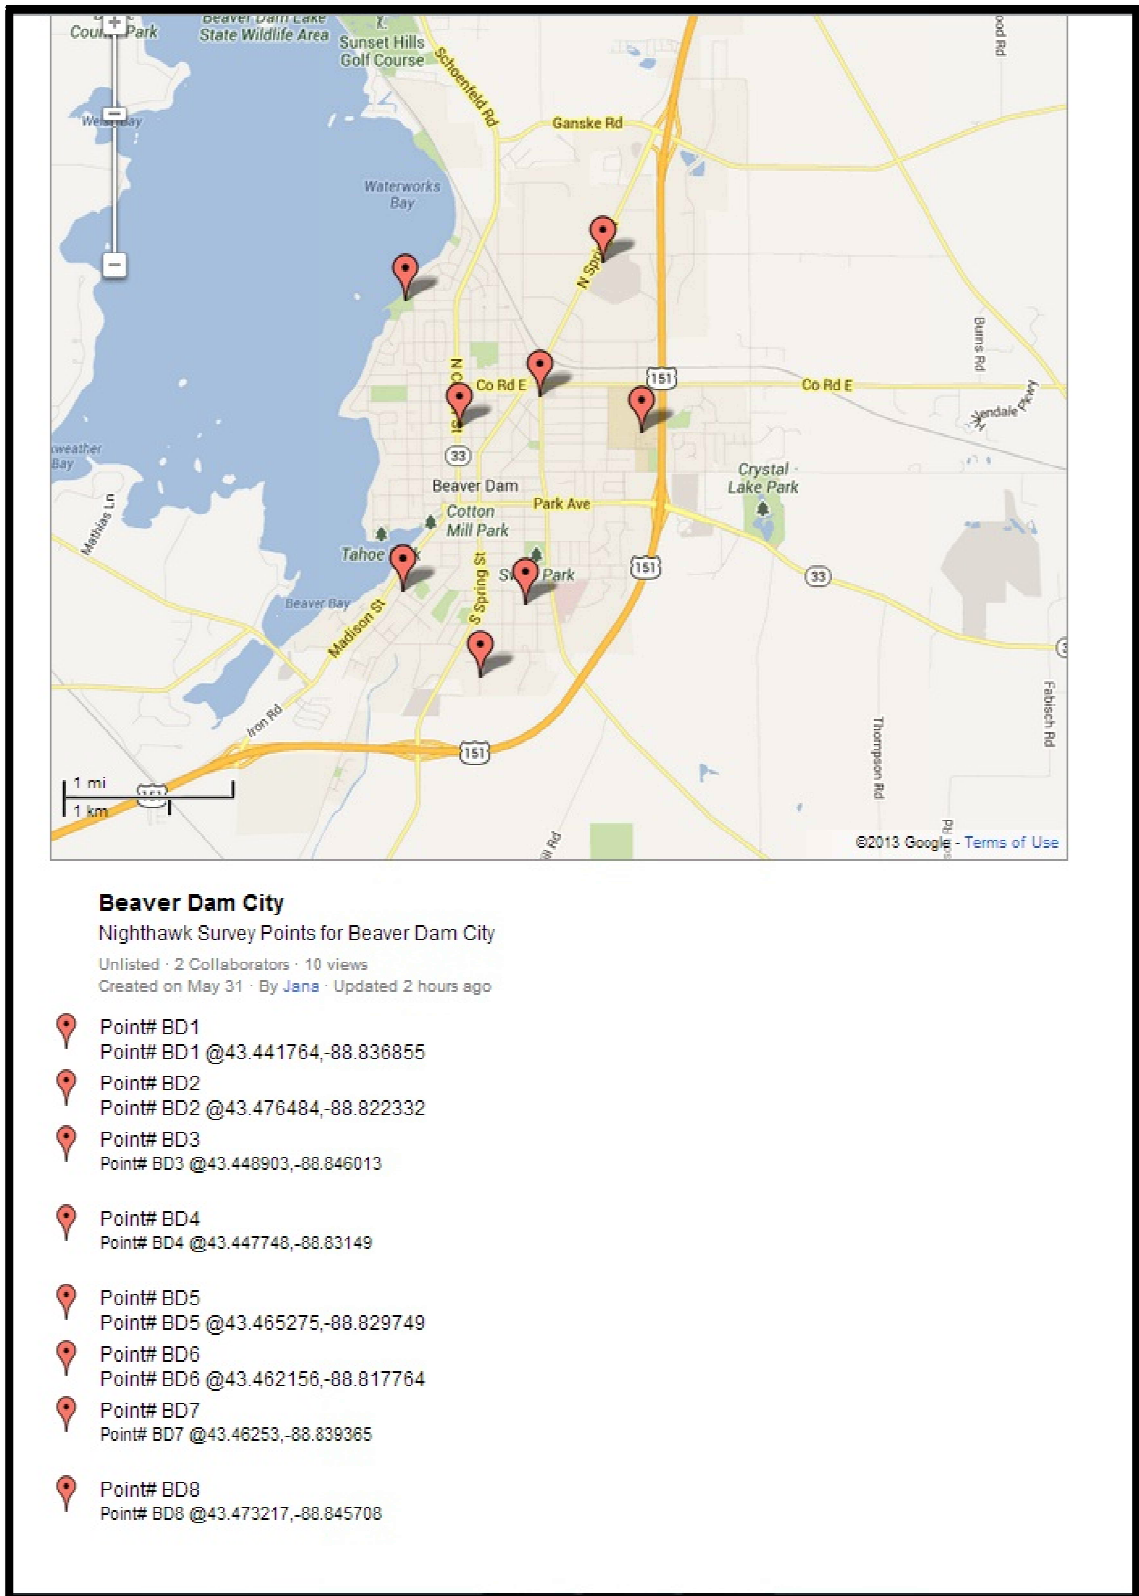 Park
Beaver Dam Lake
State Wildlife Area
Sunset Hills
Golf Course
Schoenfeld Rd
Ganske Rd
Waterworks
Bay
N Spri
Co Rd E
151
Co Rd E
Burns Rd
Pkwy
33
Beaver Dam
Park Ave
Crystal
Lake Park
Cotton
Mill Park
Tahoe
Park
Mathias Ln
Bay
151
33
Beaver Bay
Madison St
S Spring St
Iron Rd
151
Thompson Rd
Fabisch Rd
1 mi
1 km
151
©2013 Google - Terms of Use
Beaver Dam City
Nighthawk Survey Points for Beaver Dam City
Unlisted · 2 Collaborators · 10 views
Created on May 31 · By Jana · Updated 2 hours ago
Point# BD1
Point# BD1 @43.441764,-88.836855
Point# BD2
Point# BD2 @43.476484,-88.822332
Point# BD3
Point# BD3 @43.448903,-88.846013
Point# BD4
Point# BD4 @43.447748,-88.83149
Point# BD5
Point# BD5 @43.465275,-88.829749
Point# BD6
Point# BD6 @43.462156,-88.817764
Point# BD7
Point# BD7 @43.46253,-88.839365
Point# BD8
Point# BD8 @43.473217,-88.845708